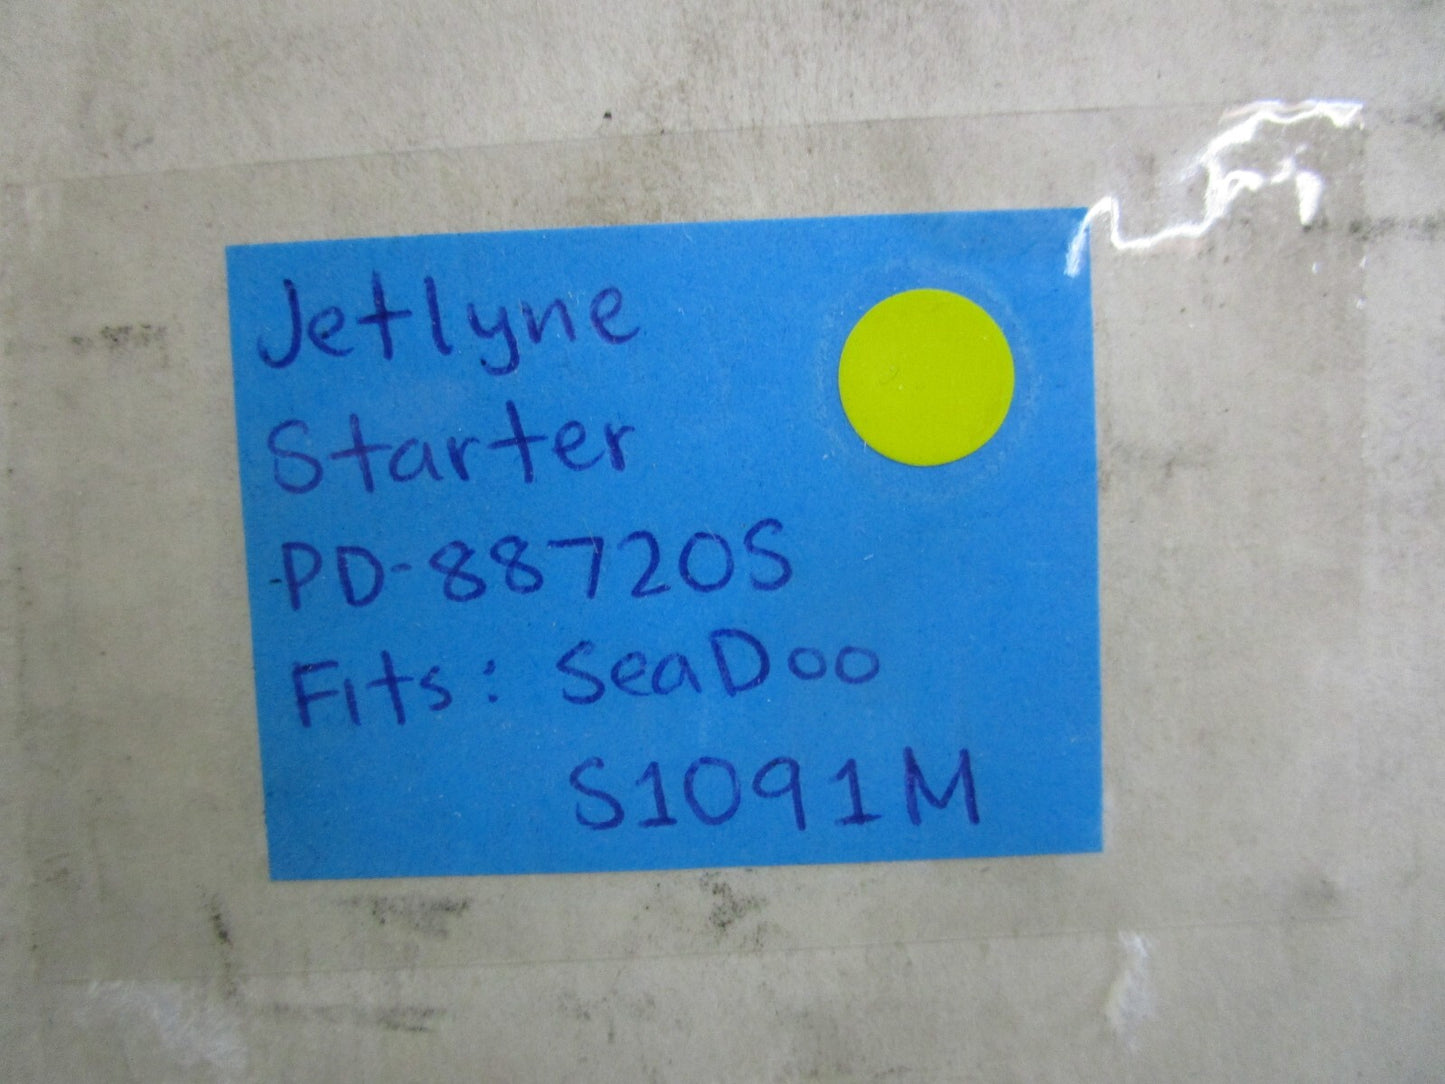 Jetlyne
Starter
-PD-88720S
Fits: SeaDoo
S1091M